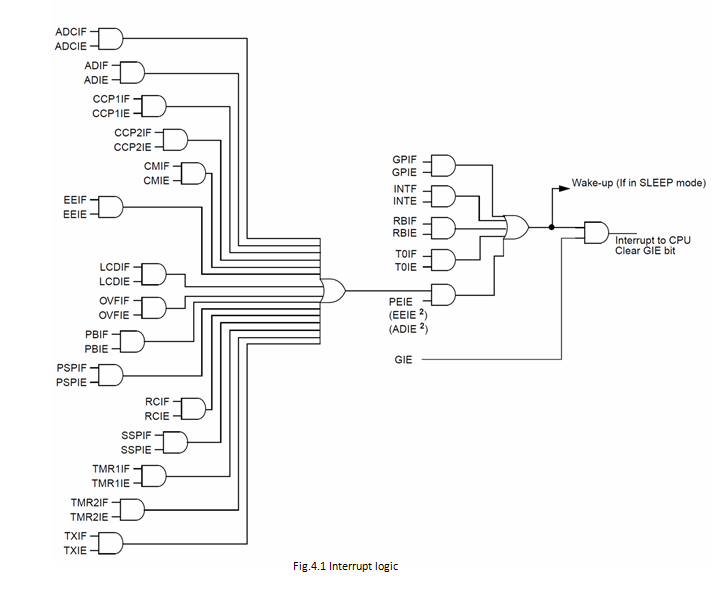 ADCIF
ADCIE
ADIF
ADIE
CCP1IF
CCP1IE
CCP2IF
CCP2IE
CMIF
CMIE
EEIF
EEIE
LCDIF
LCDIE
OVFIF
OVFIE
PBIF
PBIE
PSPIF
PSPIE
RCIF
RCIE
SSPIF
SSPIE
TMR1IF
TMR1IE
TMR2IF
TMR2IE
TXIF
TXIE
GPIF
GPIE
INTF
INTE
RBIF
RBIE
T0IF
T0IE
PEIE
(EEIE 2)
(ADIE 2)
GIE
Wake-up (If in SLEEP mode)
Interrupt to CPU
Clear GIE bit
Fig.4.1 Interrupt logic